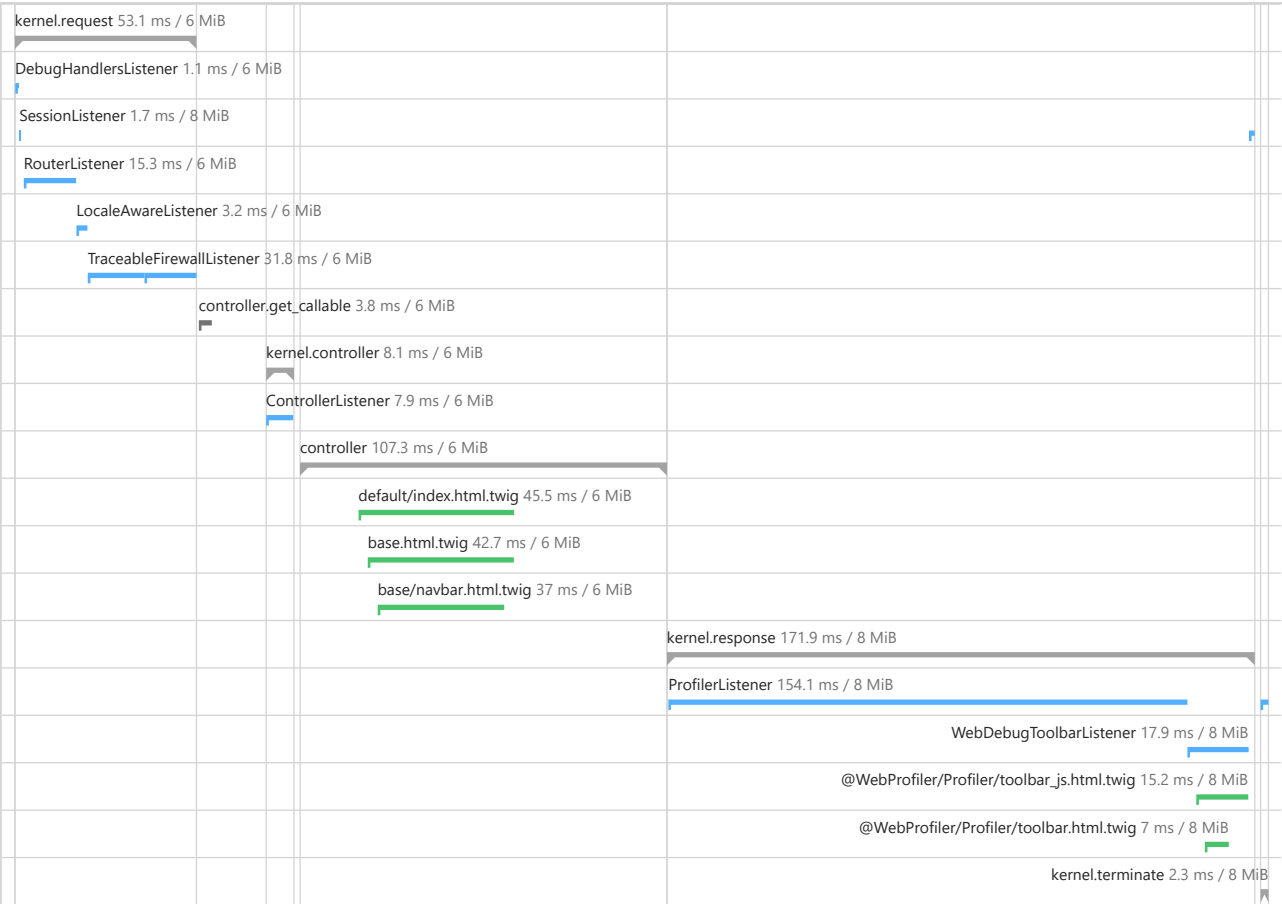 kernel.request 53.1 ms / 6 MiB
DebugHandlersListener 1.1 ms / 6 MiB
SessionListener 1.7 ms / 8 MiB
RouterListener 15.3 ms / 6 MiB
LocaleAwareListener 3.2 ms / 6 MiB
TraceableFirewallListener 31.8 ms / 6 MiB
controller.get_callable 3.8 ms / 6 MiB
kernel.controller 8.1 ms / 6 MiB
ControllerListener 7.9 ms / 6 MiB
controller 107.3 ms / 6 MiB
default/index.html.twig 45.5 ms / 6 MiB
base.html.twig 42.7 ms / 6 MiB
base/navbar.html.twig 37 ms / 6 MiB
kernel.response 171.9 ms / 8 MiB
ProfilerListener 154.1 ms / 8 MiB
WebDebugToolbarListener 17.9 ms / 8 MiB
@WebProfiler/Profiler/toolbar_js.html.twig 15.2 ms / 8 MiB
@WebProfiler/Profiler/toolbar.html.twig 7 ms / 8 MiB
kernel.terminate 2.3 ms / 8 MiB